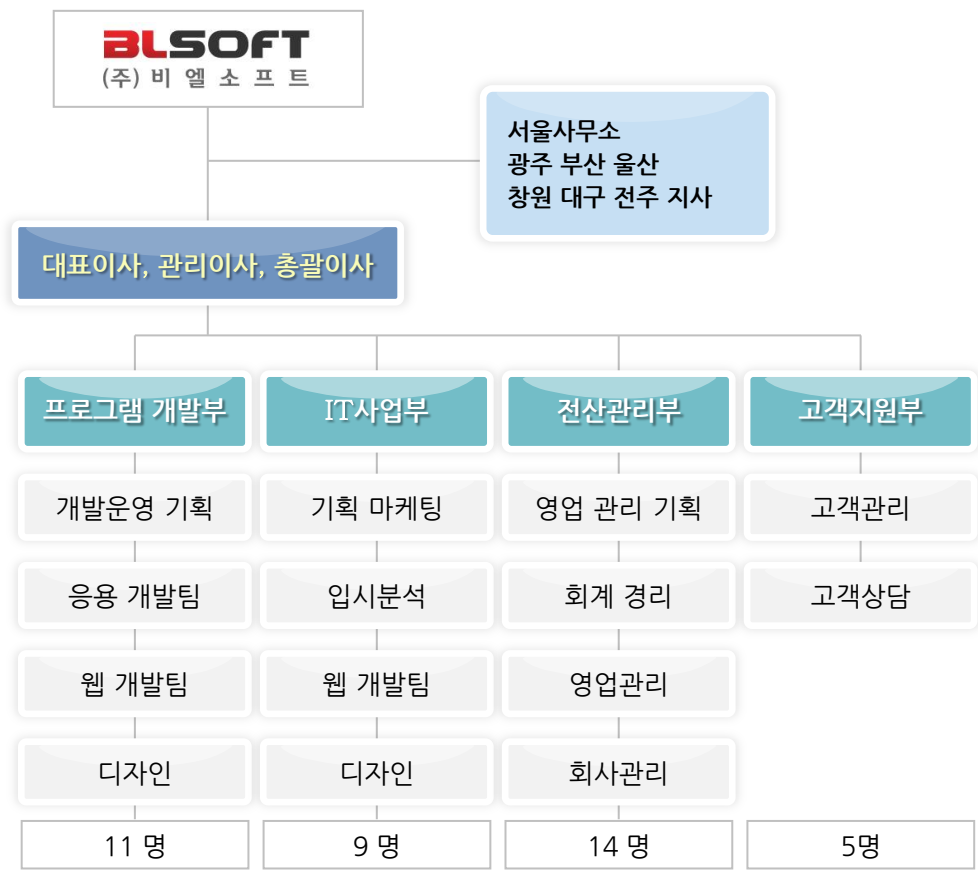 BLSOFT
(주) 비 엘 소 프 트
서울사무소
광주 부산 울산
창원 대구 전주 지사
대표이사, 관리이사, 총괄이사
프로그램 개발부
IT사업부
전산관리부
고객지원부
개발운영 기획
기획 마케팅
영업 관리 기획
고객관리
응용 개발팀
입시분석
회계 경리
고객상담
웹 개발팀
웹 개발팀
영업관리
디자인
디자인
회사관리
11 명
9 명
14 명
5명